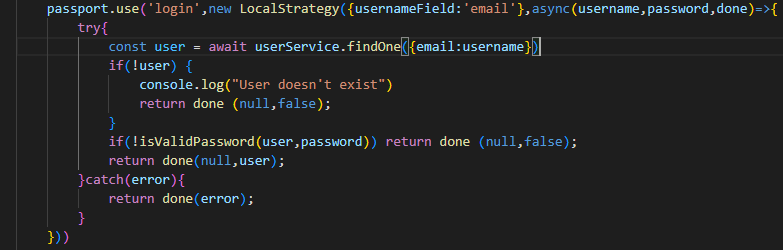 passport.use('login',new LocalStrategy({usernameField:'email'},async(username,password,done)=>{
try{
const user = await userService.findOne({email:username})
if(!user) {
console.log("User doesn't exist")
return done (null,false);
}
if(!isValidPassword(user,password)) return done (null,false);
return done(null,user);
}catch(error){
return done(error);
}
}))